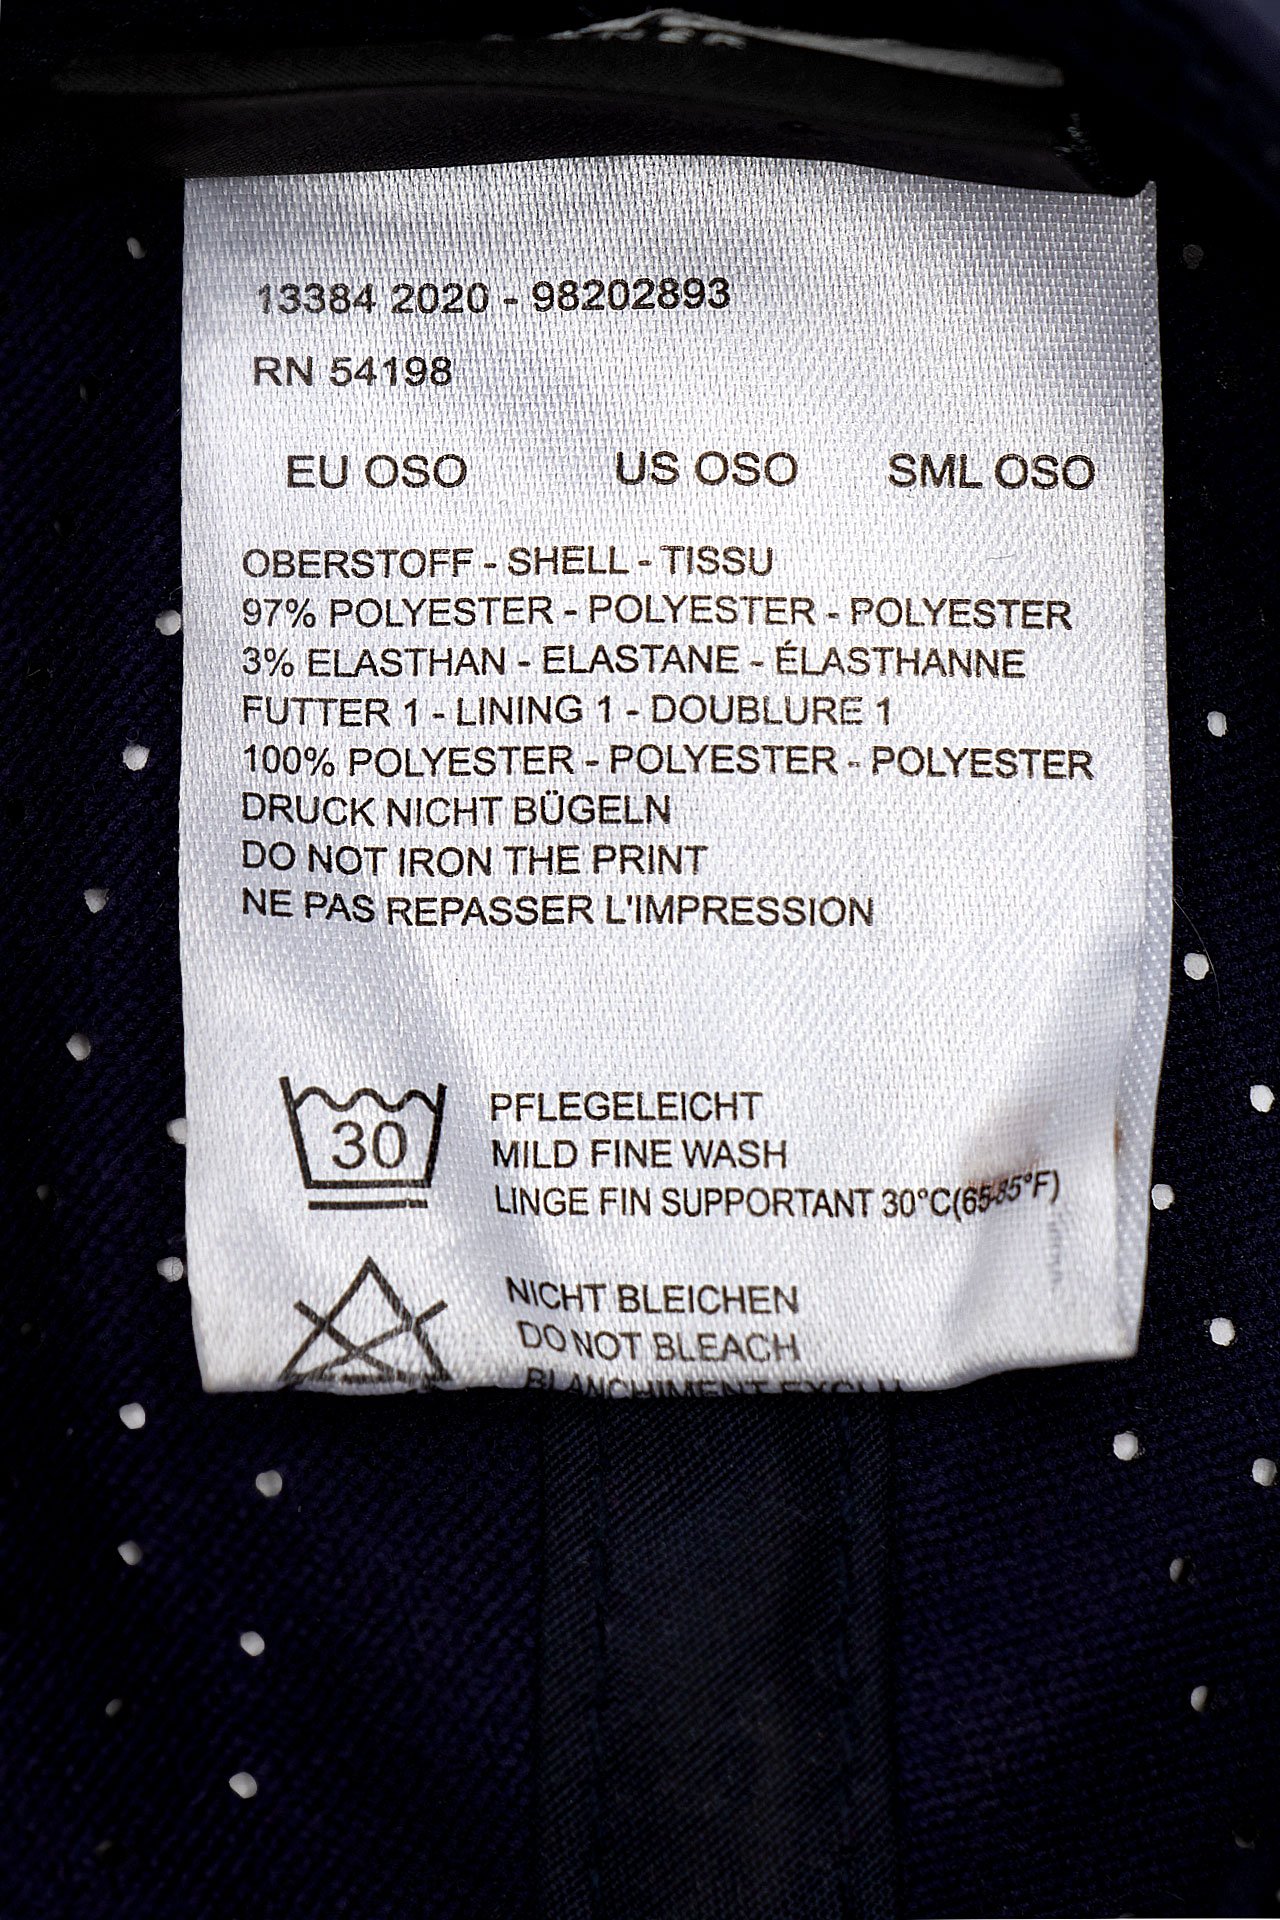 13384 2020 - 98202893
RN 54198
EU OSO US OSO SML OSO
OBERSTOFF - SHELL - TISSU
97% POLYESTER - POLYESTER - POLYESTER
3% ELASTHAN - ELASTANE - ÉLASTHANNE
FUTTER 1 - LINING 1 - DOUBLURE 1
100% POLYESTER - POLYESTER - POLYESTER
DRUCK NICHT BÜGELN
DO NOT IRON THE PRINT
NE PAS REPASSER L'IMPRESSION
30
PFLEGELEICHT
MILD FINE WASH
LINGE FIN SUPPORTANT 30°C(65-85°F)
NICHT BLEICHEN
DO NOT BLEACH
BLANCHIMENT EXCLU